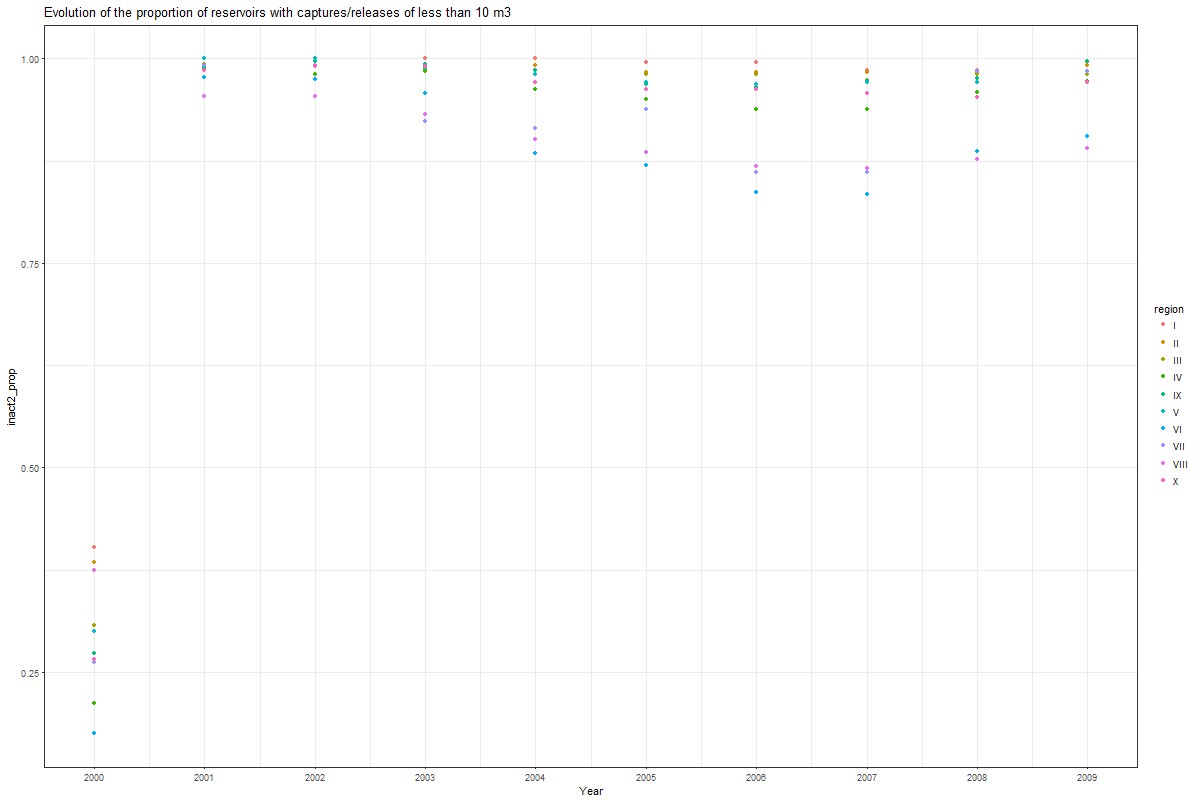 Evolution of the proportion of reservoirs with captures/releases of less than 10 m3
1.00
0.75
0.50
0.25
inact2_prop
2000 2001 2002 2003 2004 2005 2006 2007 2008 2009
Year
region
I
II
III
IV
IX
V
VI
VII
VIII
X